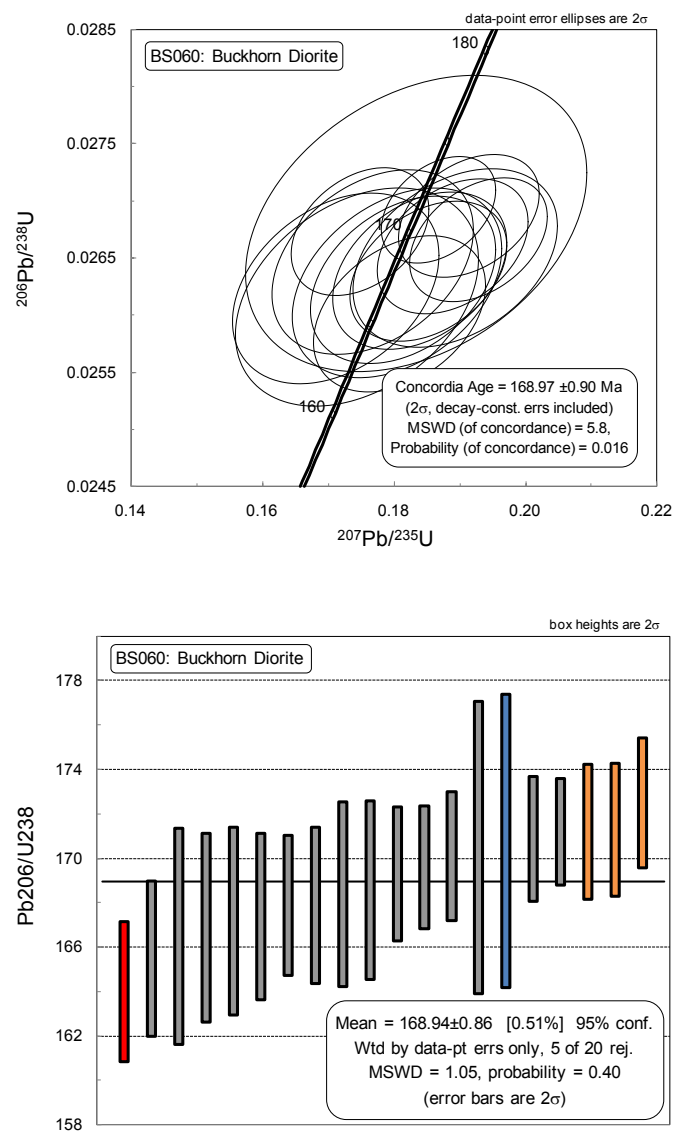 data-point error ellipses are 2σ
0.0285
BS060: Buckhorn Diorite
180
0.0275
²⁰⁶Pb/²³⁸U
170
0.0265
0.0255
160
Concordia Age = 168.97 ±0.90 Ma
(2σ, decay-const. errs included)
MSWD (of concordance) = 5.8,
Probability (of concordance) = 0.016
0.0245
0.14 0.16 0.18 0.20 0.22
²⁰⁷Pb/²³⁵U
box heights are 2σ
BS060: Buckhorn Diorite
178
174
170
Pb206/U238
166
162
158
Mean = 168.94±0.86 [0.51%] 95% conf.
Wtd by data-pt errs only, 5 of 20 rej.
MSWD = 1.05, probability = 0.40
(error bars are 2σ)